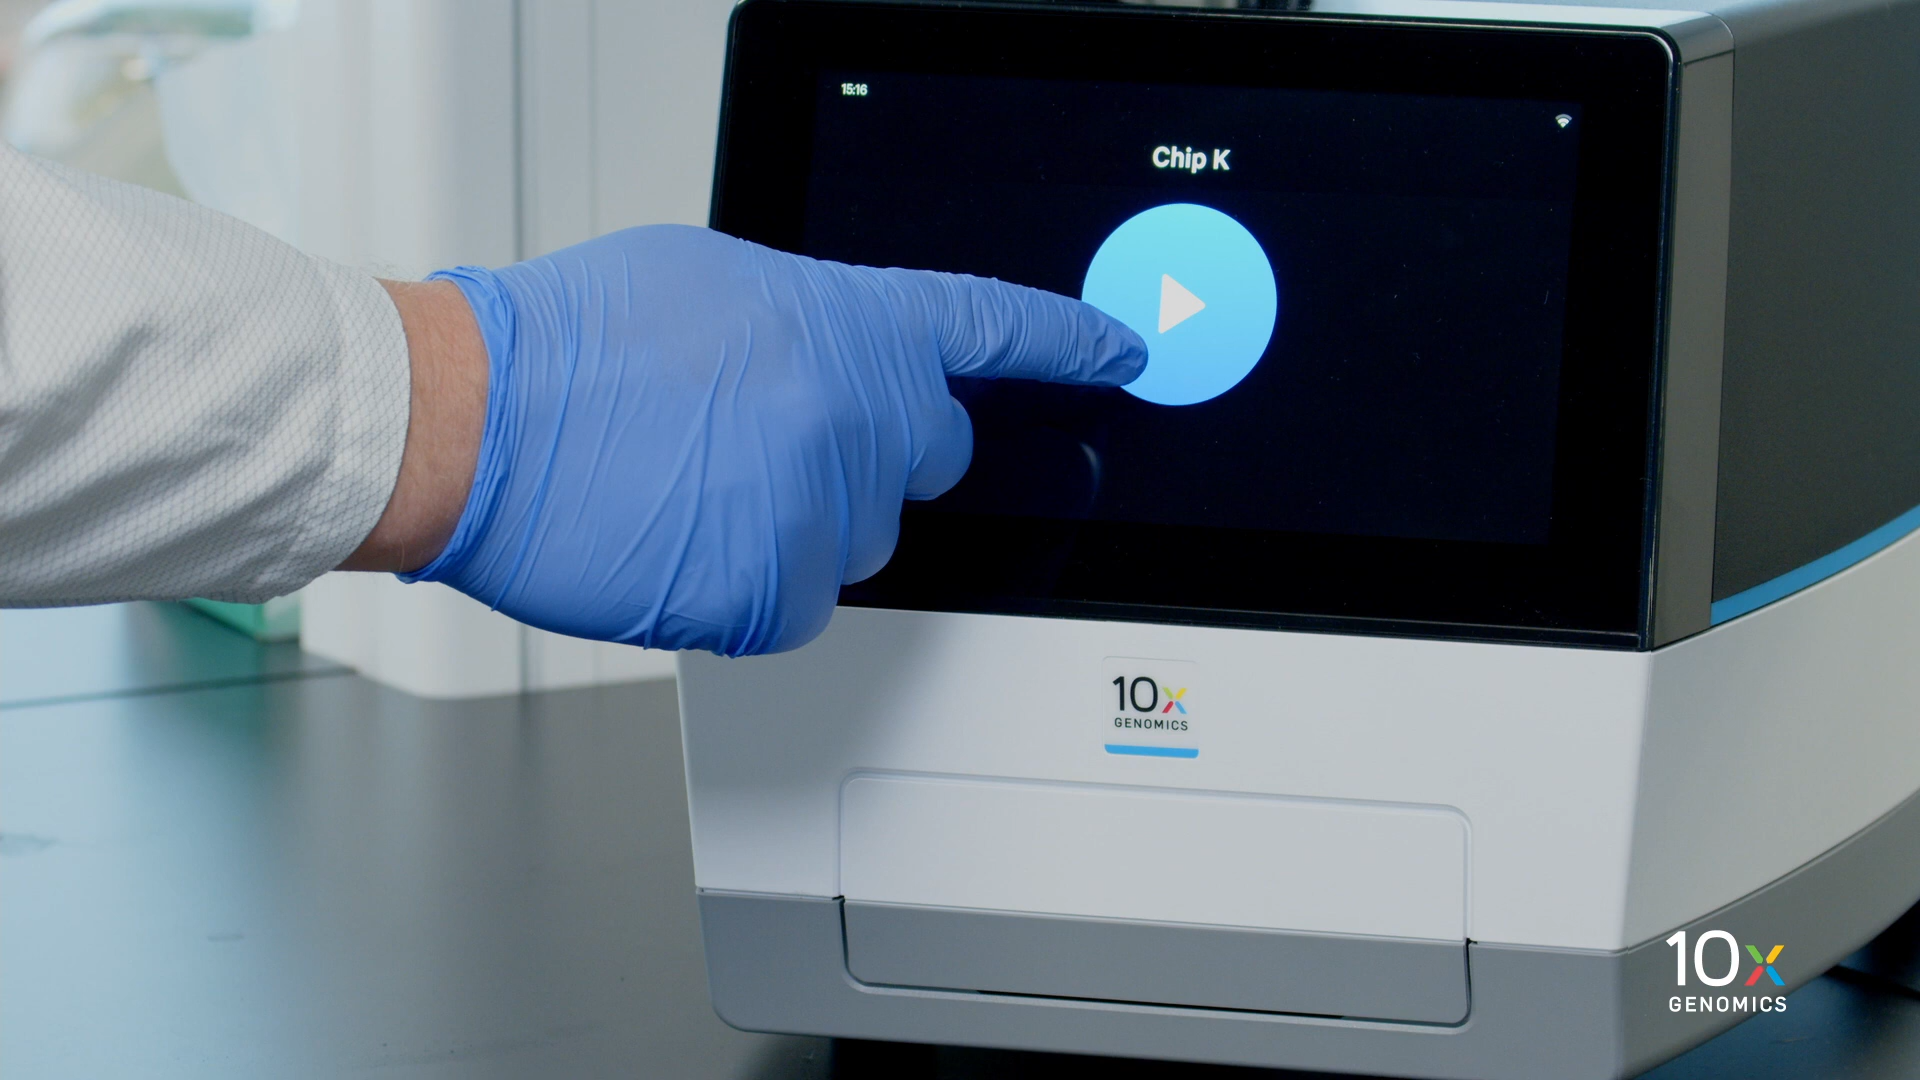 15:16
Chip K
10x
GENOMICS
10x
GENOMICS